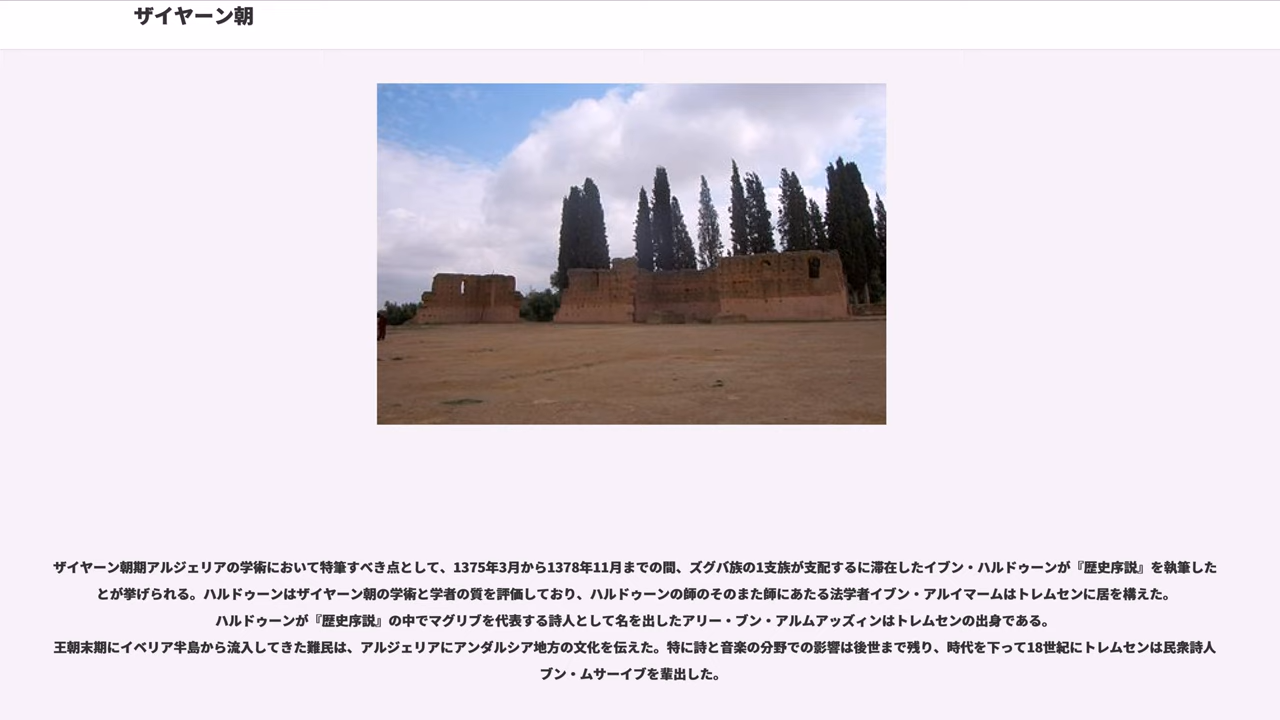 ザイヤーン朝
ザイヤーン朝期アルジェリアの学術において特筆すべき点として、1375年3月から1378年11月までの間、ズグバ族の1支族が支配するに滞在したイブン・ハルドゥーンが『歴史序説』を執筆した
とが挙げられる。ハルドゥーンはザイヤーン朝の学術と学者の質を評価しており、ハルドゥーンの師のそのまた師にあたる法学者イブン・アルイマームはトレムセンに居を構えた。
ハルドゥーンが『歴史序説』の中でマグリブを代表する詩人として名を出したアリー・ブン・アルムアッズィンはトレムセンの出身である。
王朝末期にイベリア半島から流入してきた難民は、アルジェリアにアンダルシア地方の文化を伝えた。特に詩と音楽の分野での影響は後世まで残り、時代を下って18世紀にトレムセンは民衆詩人
ブン・ムサーイブを輩出した。